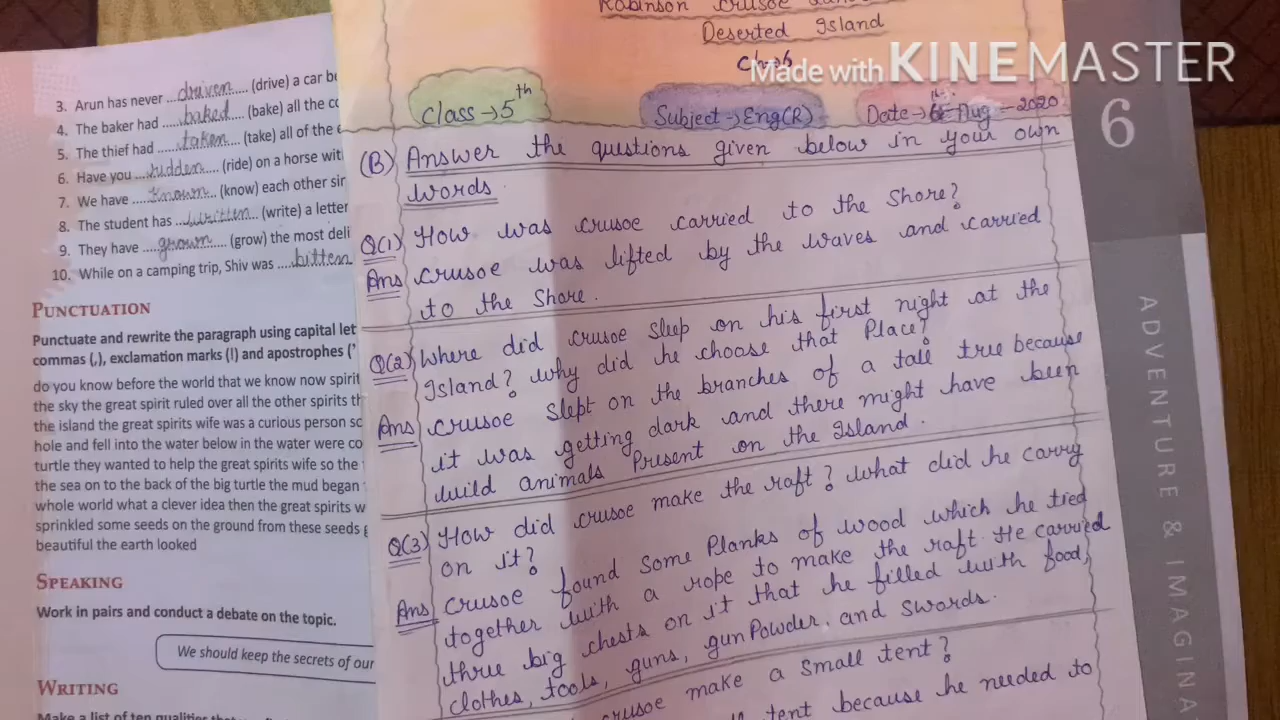 Robinson Crusoe
Deserted Island
Ch-6
Made with KINEMASTER
Class→5th
Subject→Eng(R)
Date→ Aug-2020
6
(B) Answer the questions given below in your own
words.
Q(1) How was crusoe carried to the Shore?
Ans crusoe was lifted by the waves and carried
to the Shore.
Q(2) Where did crusoe sleep on his first night at the
Island? Why did he choose that Place?
Ans crusoe slept on the branches of a tall tree because
it was getting dark and there might have been
wild animals Present on the Island.
Q(3) How did crusoe make the raft? What did he carry
on it?
Ans crusoe found some Planks of wood which he tied
together with a rope to make the raft. He carried
three big chests on it that he filled with food,
clothes, tools, guns, gunPowder, and swords.
crusoe make a small tent?
tent because he needed to
3. Arun has never driven (drive) a car
4. The baker had baked (bake) all the
5. The thief had taken (take) all of the
6. Have you ridden (ride) on a horse
7. We have known (know) each other
8. The student has written (write) a letter
9. They have grown (grow) the most
10. While on a camping trip, Shiv was bitten
PUNCTUATION
Punctuate and rewrite the paragraph using capital
commas (,), exclamation marks (!) and apostrophes ('
do you know before the world that we know now
the sky the great spirit ruled over all the other spirits
the island the great spirits wife was a curious person
hole and fell into the water below in the water were
turtle they wanted to help the great spirits wife so the
the sea on to the back of the big turtle the mud began
whole world what a clever idea then the great spirits
sprinkled some seeds on the ground from these seeds
beautiful the earth looked
SPEAKING
Work in pairs and conduct a debate on the topic.
We should keep the secrets of our
WRITING
Make a list of ten qualities
ADVENTURE & IMAGINA